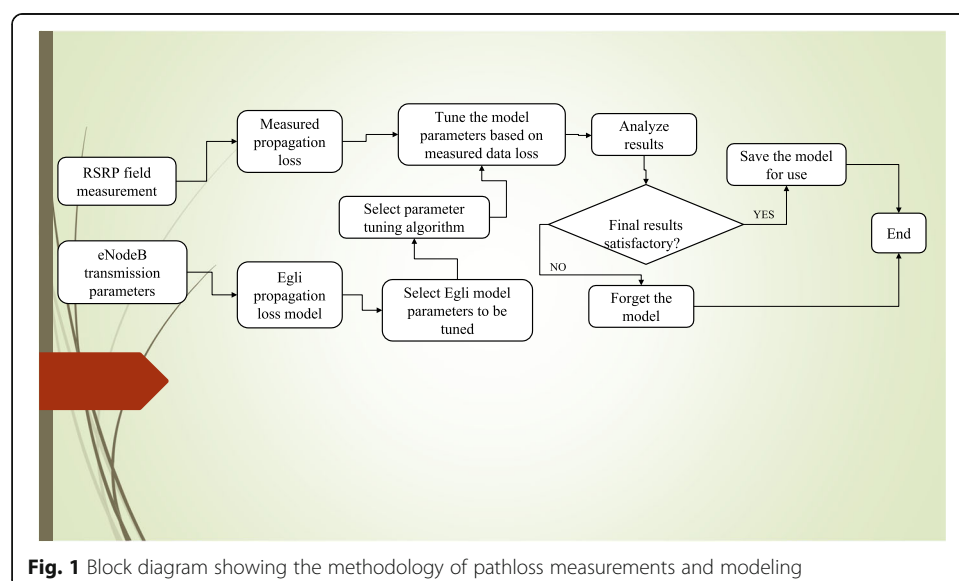 RSRP field
measurement
Measured
propagation
loss
Tune the model
parameters based on
measured data loss
Analyze
results
Save the model
for use
Select parameter
tuning algorithm
Final results
satisfactory?
YES
End
eNodeB
transmission
parameters
Egli
propagation
loss model
Select Egli model
parameters to be
tuned
NO
Forget the
model
Fig. 1 Block diagram showing the methodology of pathloss measurements and modeling